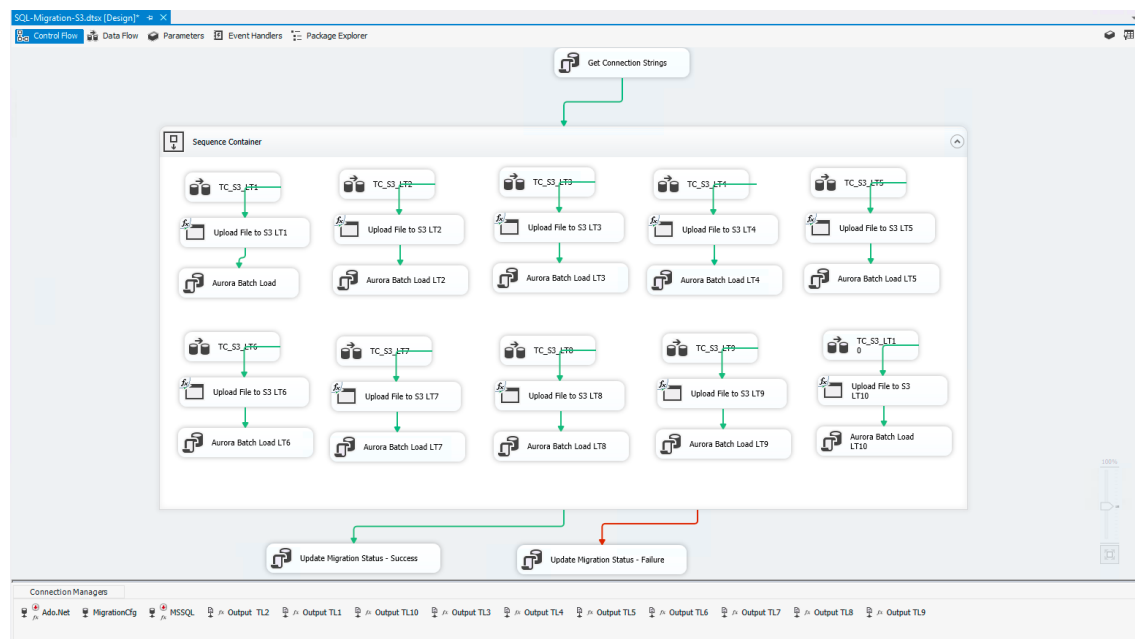 SQL-Migration-S3.dtsx [Design]*
Control Flow Data Flow Parameters Event Handlers Package Explorer
Get Connection Strings
Sequence Container
TC_S3_LT1 TC_S3_LT2 TC_S3_LT3 TC_S3_LT4 TC_S3_LT5
Upload File to S3 LT1 Upload File to S3 LT2 Upload File to S3 LT3 Upload File to S3 LT4 Upload File to S3 LT5
Aurora Batch Load Aurora Batch Load LT2 Aurora Batch Load LT3 Aurora Batch Load LT4 Aurora Batch Load LT5
TC_S3_LT6 TC_S3_LT7 TC_S3_LT8 TC_S3_LT9 TC_S3_LT1
0
Upload File to S3 LT6 Upload File to S3 LT7 Upload File to S3 LT8 Upload File to S3 LT9 Upload File to S3
LT10
Aurora Batch Load LT6 Aurora Batch Load LT7 Aurora Batch Load LT8 Aurora Batch Load LT9 Aurora Batch Load
LT10
100%
Update Migration Status - Success Update Migration Status - Failure
Connection Managers
Ado.Net MigrationCfg MSSQL Output TL2 Output TL1 Output TL10 Output TL3 Output TL4 Output TL5 Output TL6 Output TL7 Output TL8 Output TL9